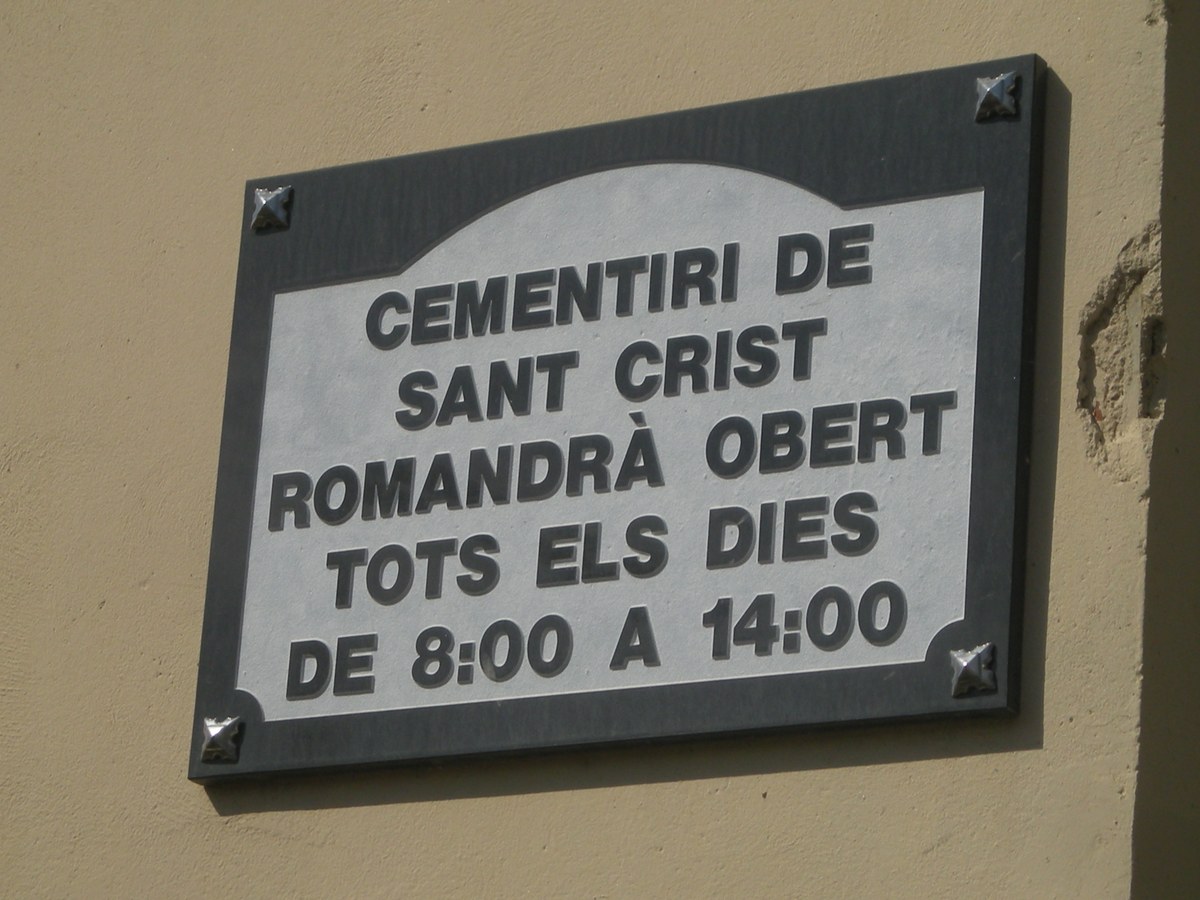 CEMENTIRI DE
SANT CRIST
ROMANDRÀ OBERT
TOTS ELS DIES
DE 8:00 A 14:00